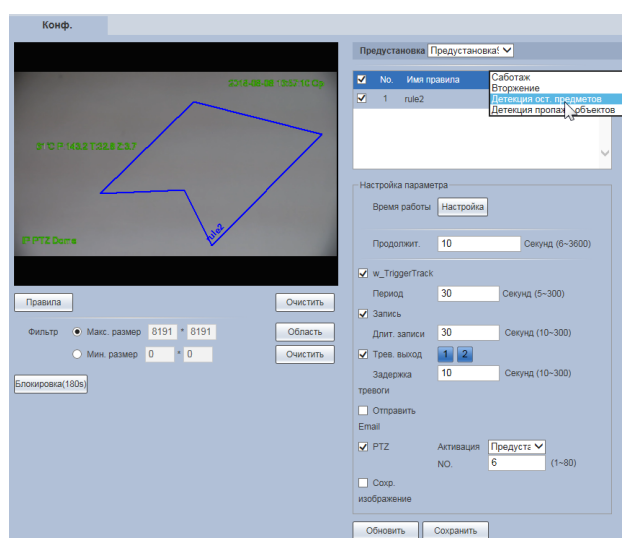 Конф.
Предустановка Предустановка5
No. Имя правила
1 rule2
Саботаж
Вторжение
Детекция ост. предметов
Детекция пропаж объектов
IP PTZ Dome
rule2
Правила
Очистить
Фильтр Макс. размер 8191 * 8191 Область
Мин. размер 0 * 0 Очистить
Блокировка(180s)
Настройка параметра
Время работы Настройка
Продолжит. 10 Секунд (6~3600)
w_TriggerTrack
Период 30 Секунд (5~300)
Запись
Длит. записи 30 Секунд (10~300)
Трев. выход 1 2
Задержка 10 Секунд (10~300)
тревоги
Отправить
Email
PTZ Активация Предуста
NO. 6 (1~80)
Сохр.
изображение
Обновить Сохранить